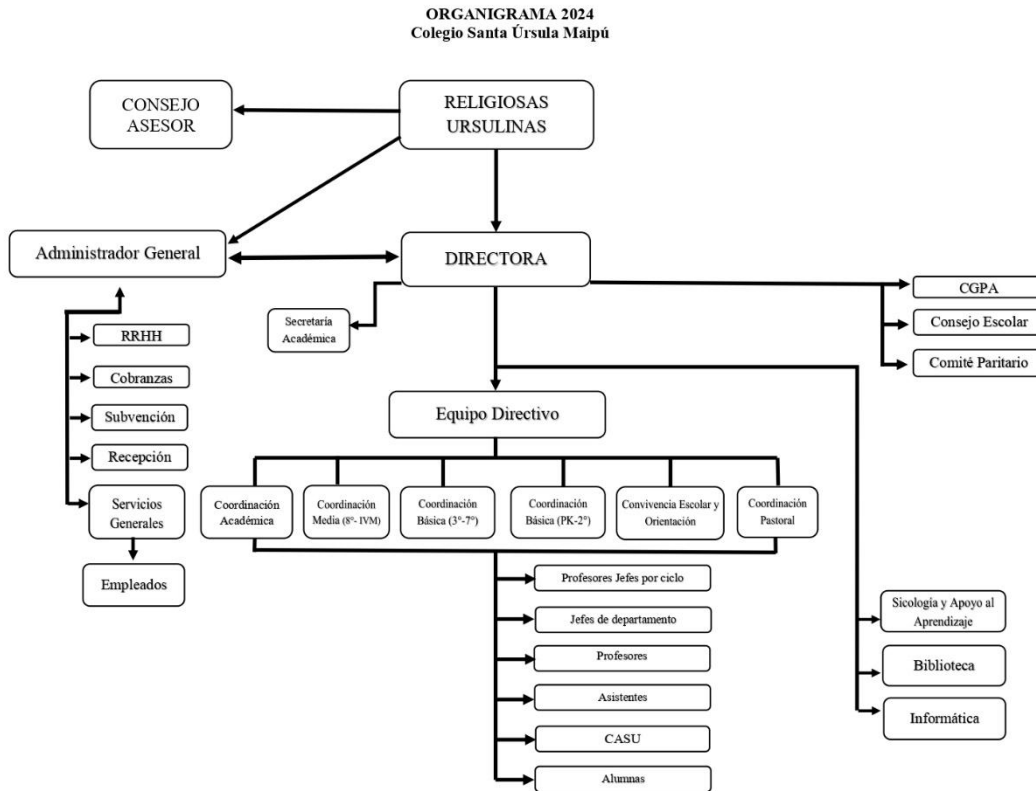 ORGANIGRAMA 2024
Colegio Santa Úrsula Maipú
CONSEJO
ASESOR
RELIGIOSAS
URSULINAS
Administrador General
DIRECTORA
Secretaría
Académica
CGPA
Consejo Escolar
Comité Paritario
RRHH
Cobranzas
Subvención
Recepción
Servicios
Generales
Empleados
Equipo Directivo
Coordinación
Académica
Coordinación
Media (8°- IVM)
Coordinación
Básica (3°-7°)
Coordinación
Básica (PK-2°)
Convivencia Escolar y
Orientación
Coordinación
Pastoral
Profesores Jefes por ciclo
Jefes de departamento
Profesores
Asistentes
CASU
Alumnas
Sicología y Apoyo al
Aprendizaje
Biblioteca
Informática